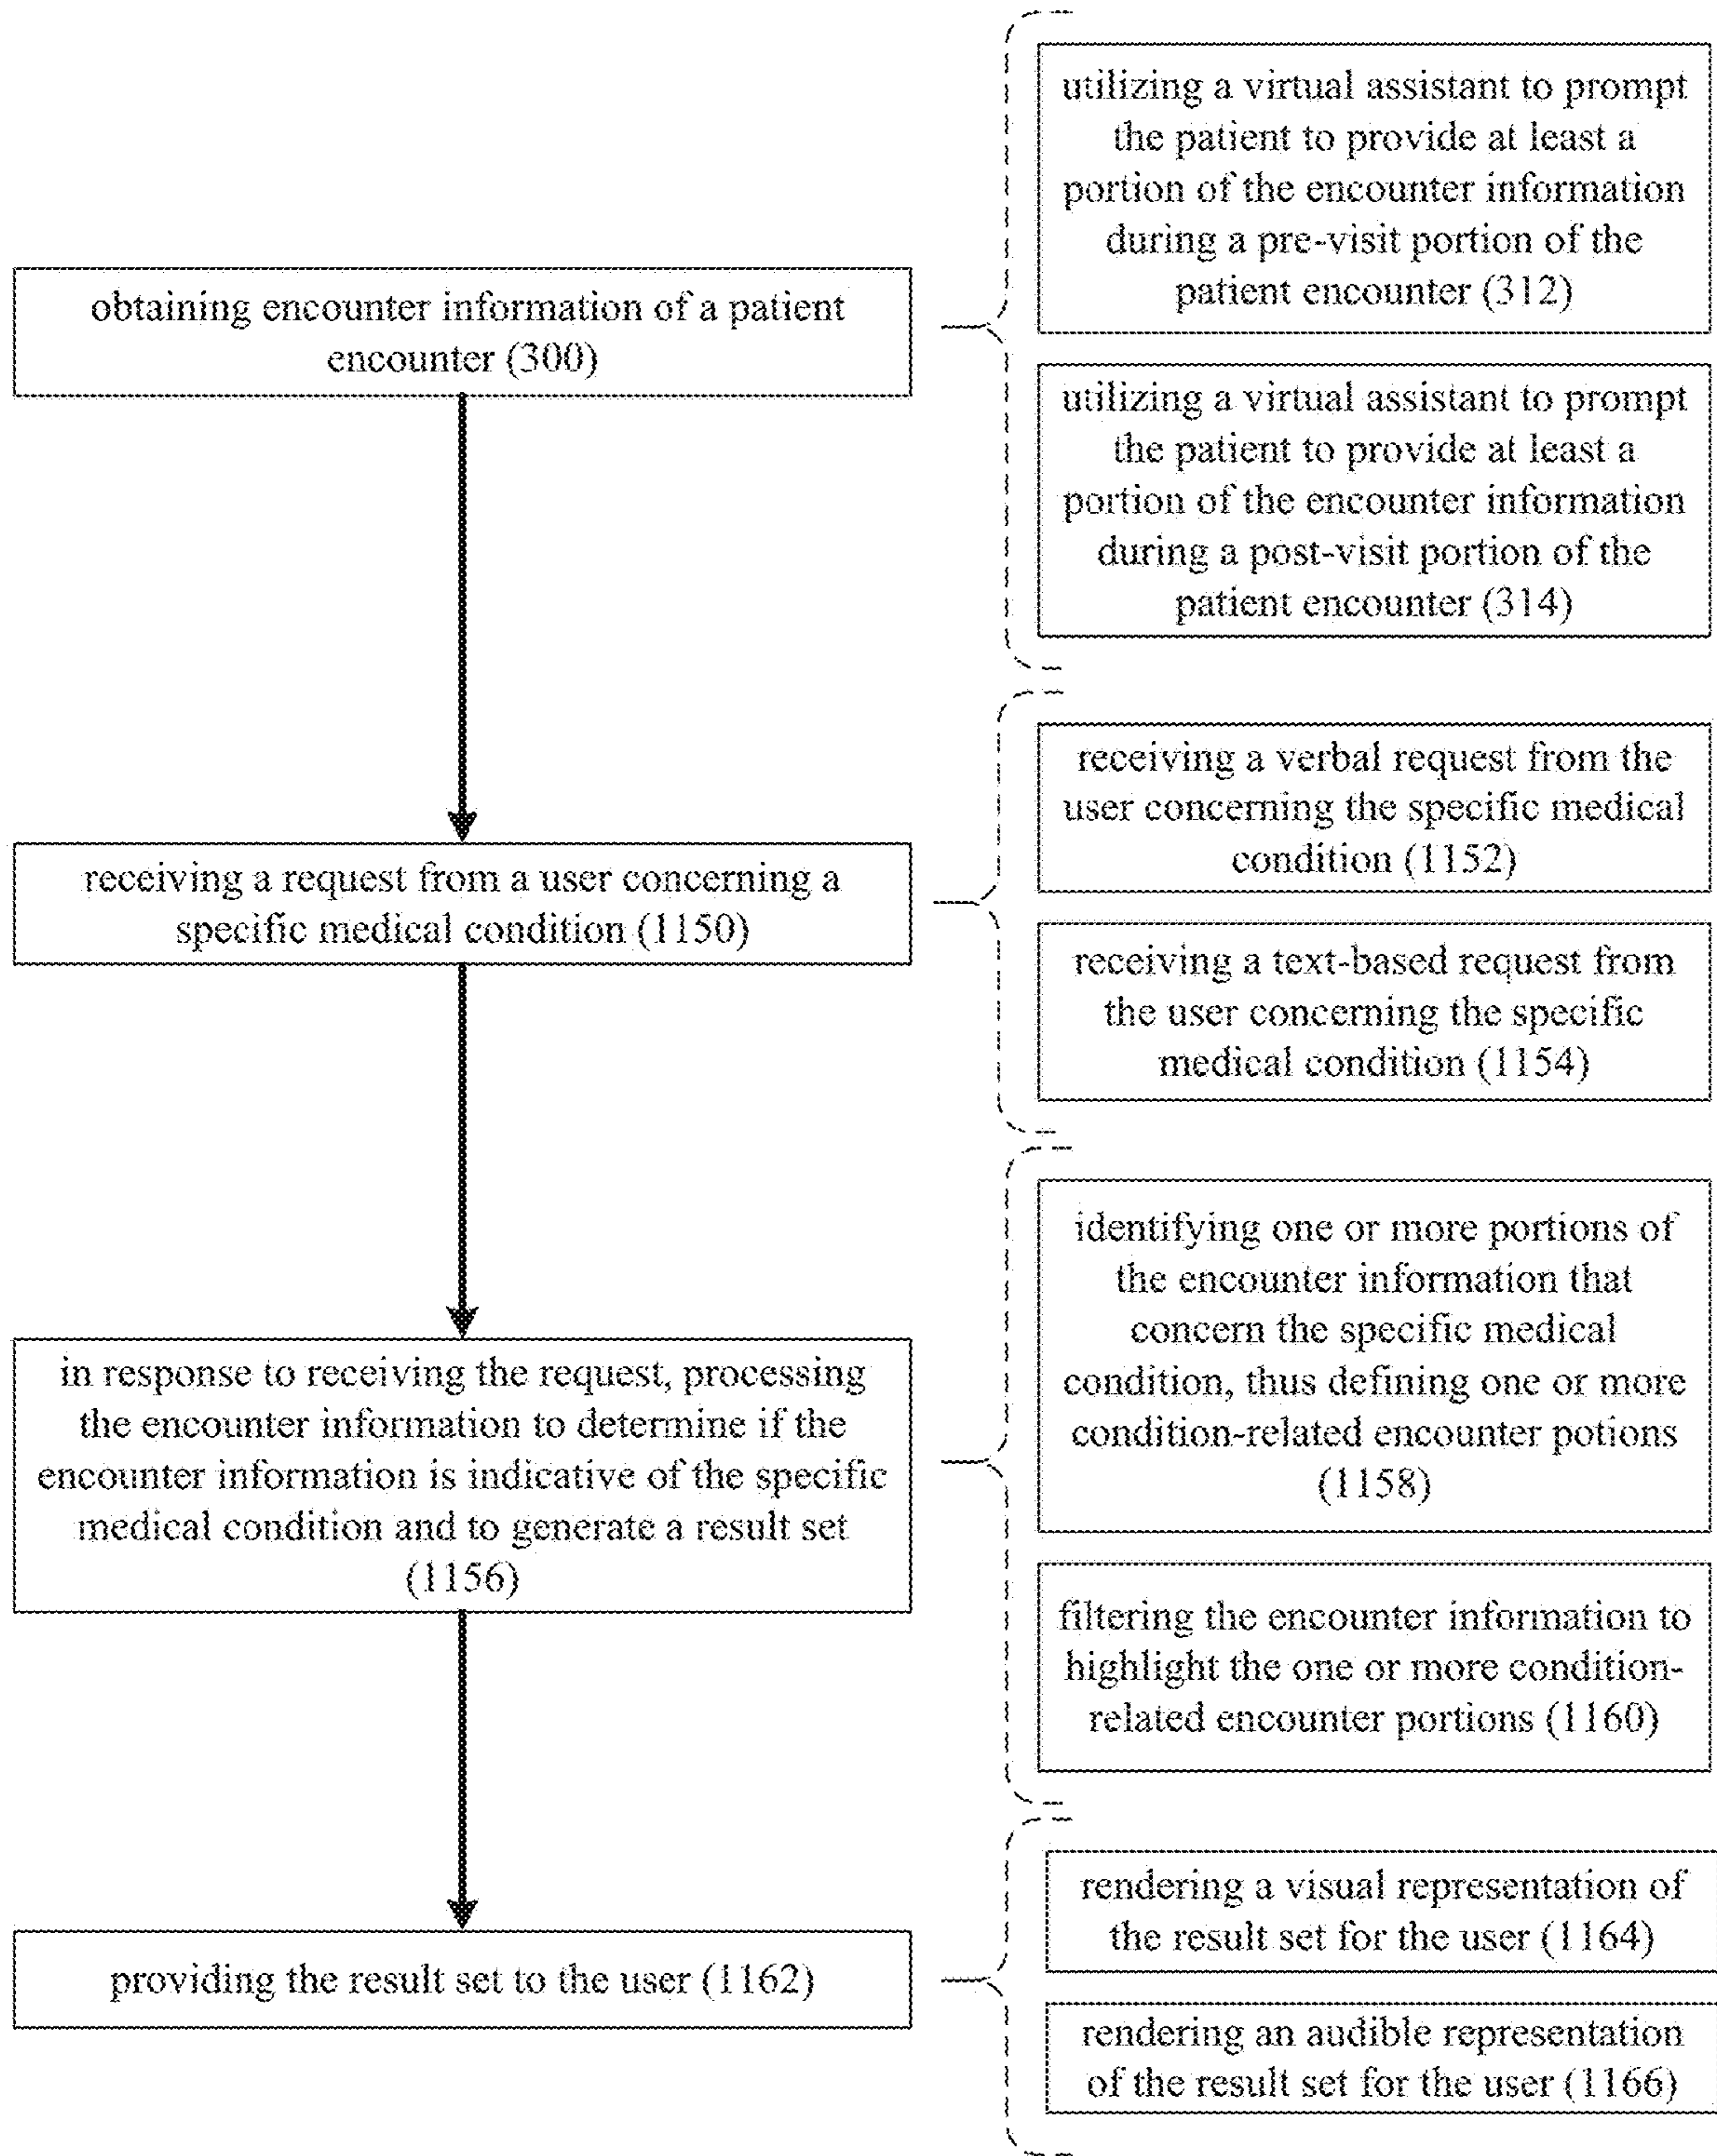 utilizing a virtual assistant to prompt
the patient to provide at least a
portion of the encounter information
during a pre-visit portion of the
patient encounter (312)
obtaining encounter information of a patient
encounter (300)
utilizing a virtual assistant to prompt
the patient to provide at least a
portion of the encounter information
during a post-visit portion of the
patient encounter (314)
receiving a verbal request from the
user concerning the specific medical
condition (1152)
receiving a request from a user concerning a
specific medical condition (1150)
receiving a text-based request from
the user concerning the specific
medical condition (1154)
identifying one or more portions of
the encounter information that
concern the specific medical
condition, thus defining one or more
condition-related encounter potions
(1158)
in response to receiving the request, processing
the encounter information to determine if the
encounter information is indicative of the specific
medical condition and to generate a result set
(1156)
filtering the encounter information to
highlight the one or more condition-
related encounter portions (1160)
rendering a visual representation of
the result set for the user (1164)
providing the result set to the user (1162)
rendering an audible representation
of the result set for the user (1166)